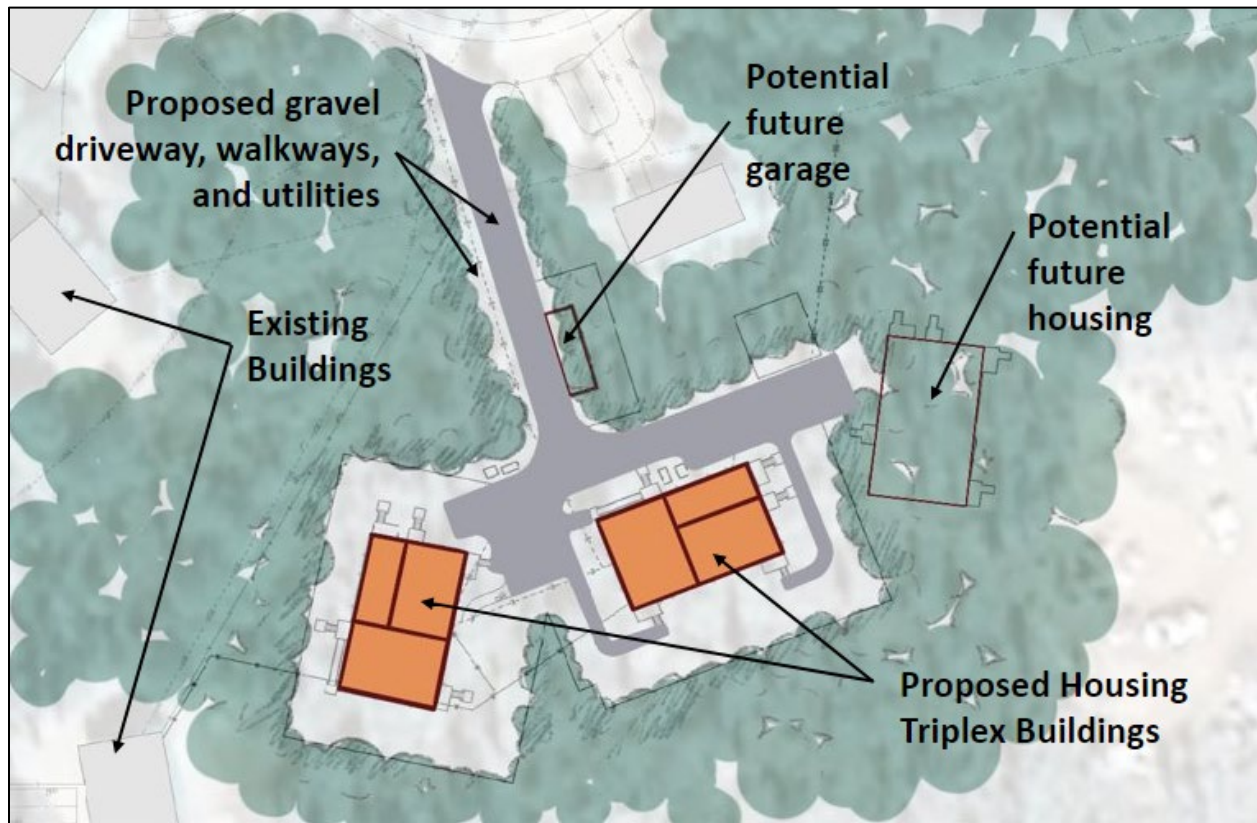 Proposed gravel
driveway, walkways,
and utilities
Potential
future
garage
Potential
future
housing
Existing
Buildings
Proposed Housing
Triplex Buildings